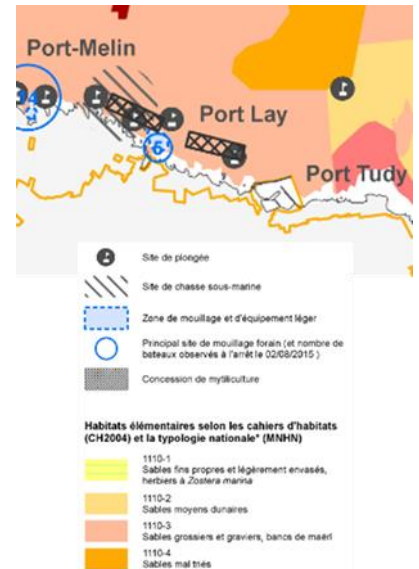 Port-Melin
14
Port Lay
6
Port Tudy
Site de plongée
Site de chasse sous-marine
Zone de mouillage et d'équipement léger
Principal site de mouillage forain (et nombre de
bateaux observés à l'arrêt le 02/08/2015 )
Concession de mytiliculture
Habitats élémentaires selon les cahiers d'habitats
(CH2004) et la typologie nationale* (MNHN)
1110-1
Sables fins propres et légèrement envasés,
herbiers à Zostera marina
1110-2
Sables moyens dunaires
1110-3
Sables grossiers et graviers, bancs de maërl
1110-4
Sables mal triés